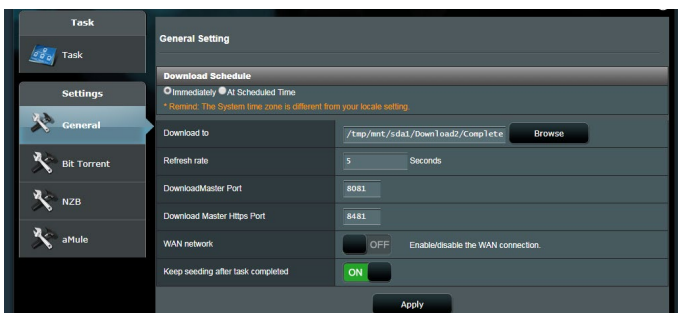 Task
Task
Settings
General
Bit Torrent
NZB
aMule
General Setting
Download Schedule
Immediately At Scheduled Time
* Remind: The System time zone is different from your locale setting.
Download to /tmp/mnt/sda1/Download2/Complete Browse
Refresh rate 5 Seconds
DownloadMaster Port 8081
Download Master Https Port 8481
WAN network OFF Enable/disable the WAN connection.
Keep seeding after task completed ON
Apply